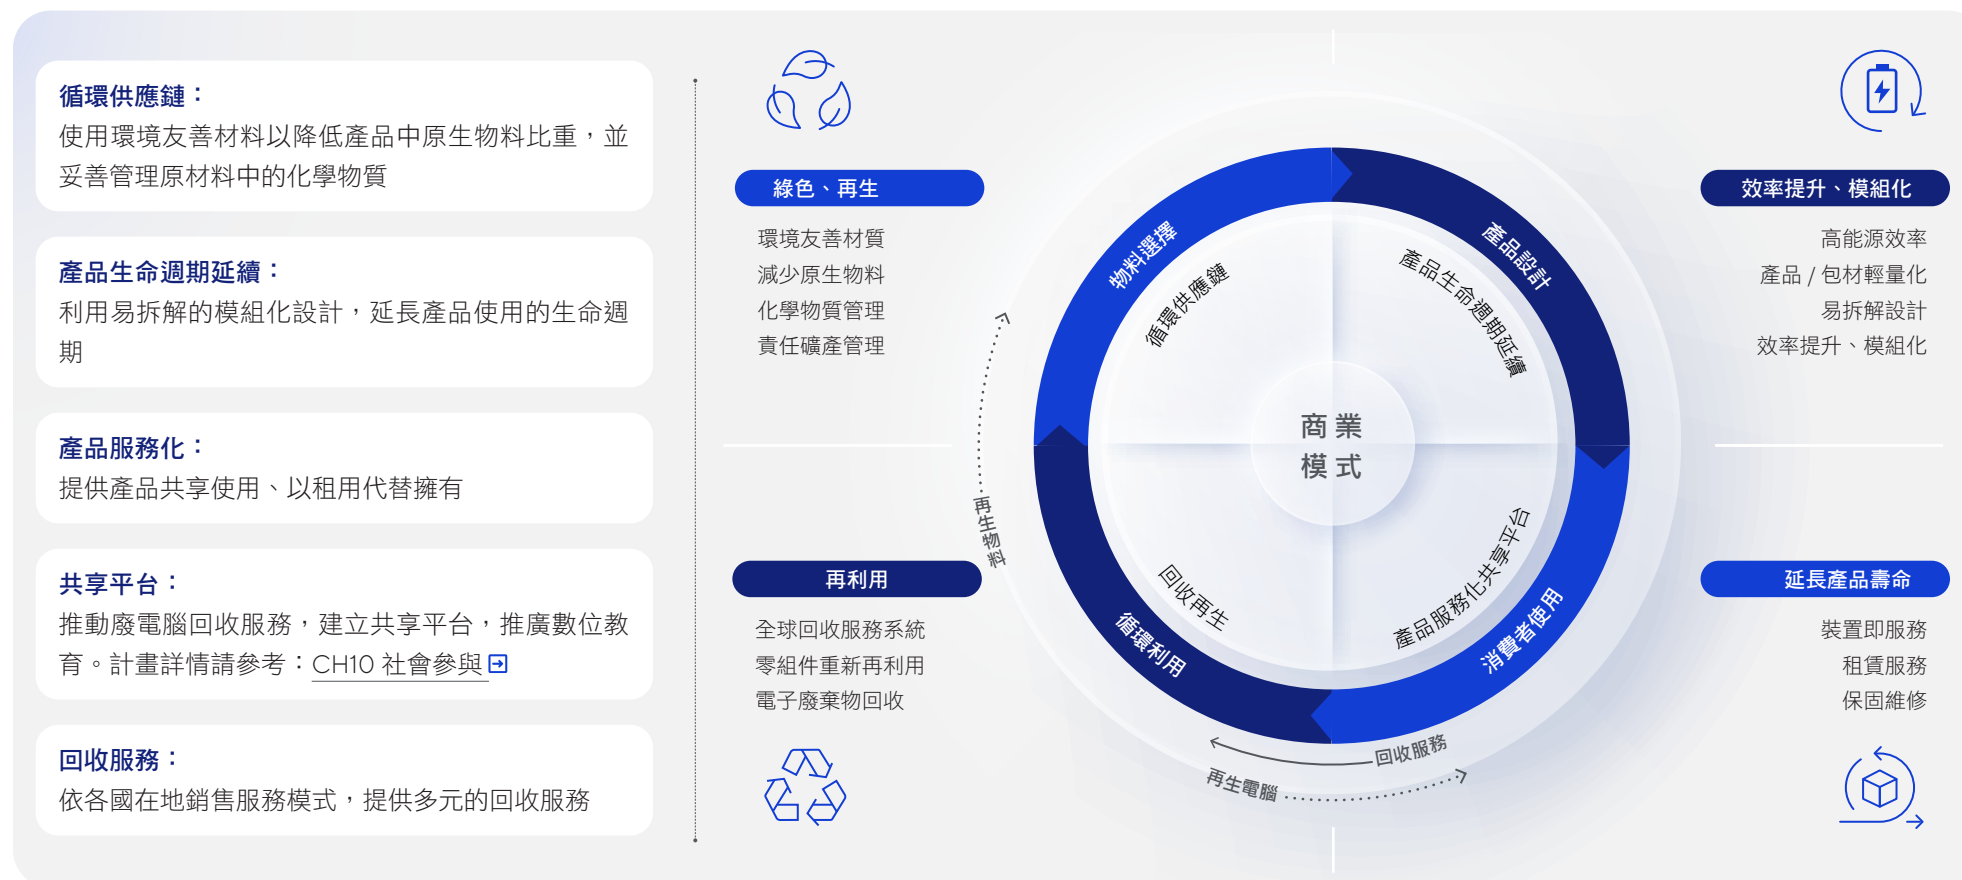 循環供應鏈：
使用環境友善材料以降低產品中原生物料比重，並
妥善管理原材料中的化學物質
產品生命週期延續：
利用易拆解的模組化設計，延長產品使用的生命週
期
產品服務化：
提供產品共享使用、以租用代替擁有
共享平台：
推動廢電腦回收服務，建立共享平台，推廣數位教
育。計畫詳情請參考：CH10 社會參與
回收服務：
依各國在地銷售服務模式，提供多元的回收服務
綠色、再生
環境友善材質
減少原生物料
化學物質管理
責任礦產管理
再利用
全球回收服務系統
零組件重新再利用
電子廢棄物回收
再生物料
物料選擇
循環供應鏈
產品設計
產品生命週期延續
商業
模式
循環利用
回收再生
消費者使用
產品服務化共享平台
回收服務
再生電腦
效率提升、模組化
高能源效率
產品 / 包材輕量化
易拆解設計
效率提升、模組化
延長產品壽命
裝置即服務
租賃服務
保固維修